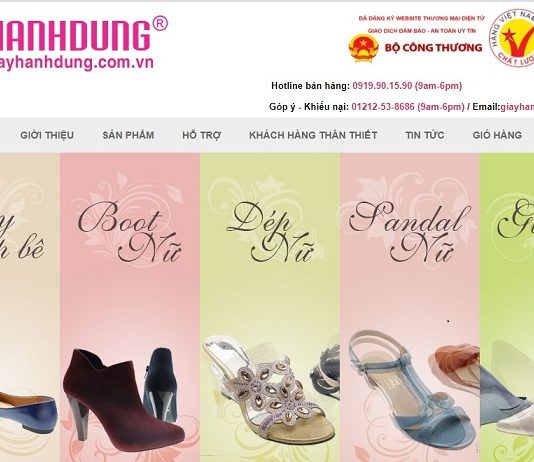 HANHDUNG®
iayhanhdung.com.vn
ĐÃ ĐĂNG KÝ WEBSITE THƯƠNG MẠI ĐIỆN TỬ
GIAO DỊCH ĐẢM BẢO - AN TOÀN UY TÍN
BỘ CÔNG THƯƠNG
HÀNG VIỆT NAM
CHẤT LƯỢ
Hotline bán hàng: 0919.90.15.90 (9am-6pm)
Góp ý - Khiếu nại: 01212-53-8686 (9am-6pm) / Email:giayhan
GIỚI THIỆU SẢN PHẨM HỖ TRỢ KHÁCH HÀNG THÂN THIẾT TIN TỨC GIỎ HÀNG
y
h bê
Boot
Nữ
Dép
Nữ
Sandal
Nữ
G